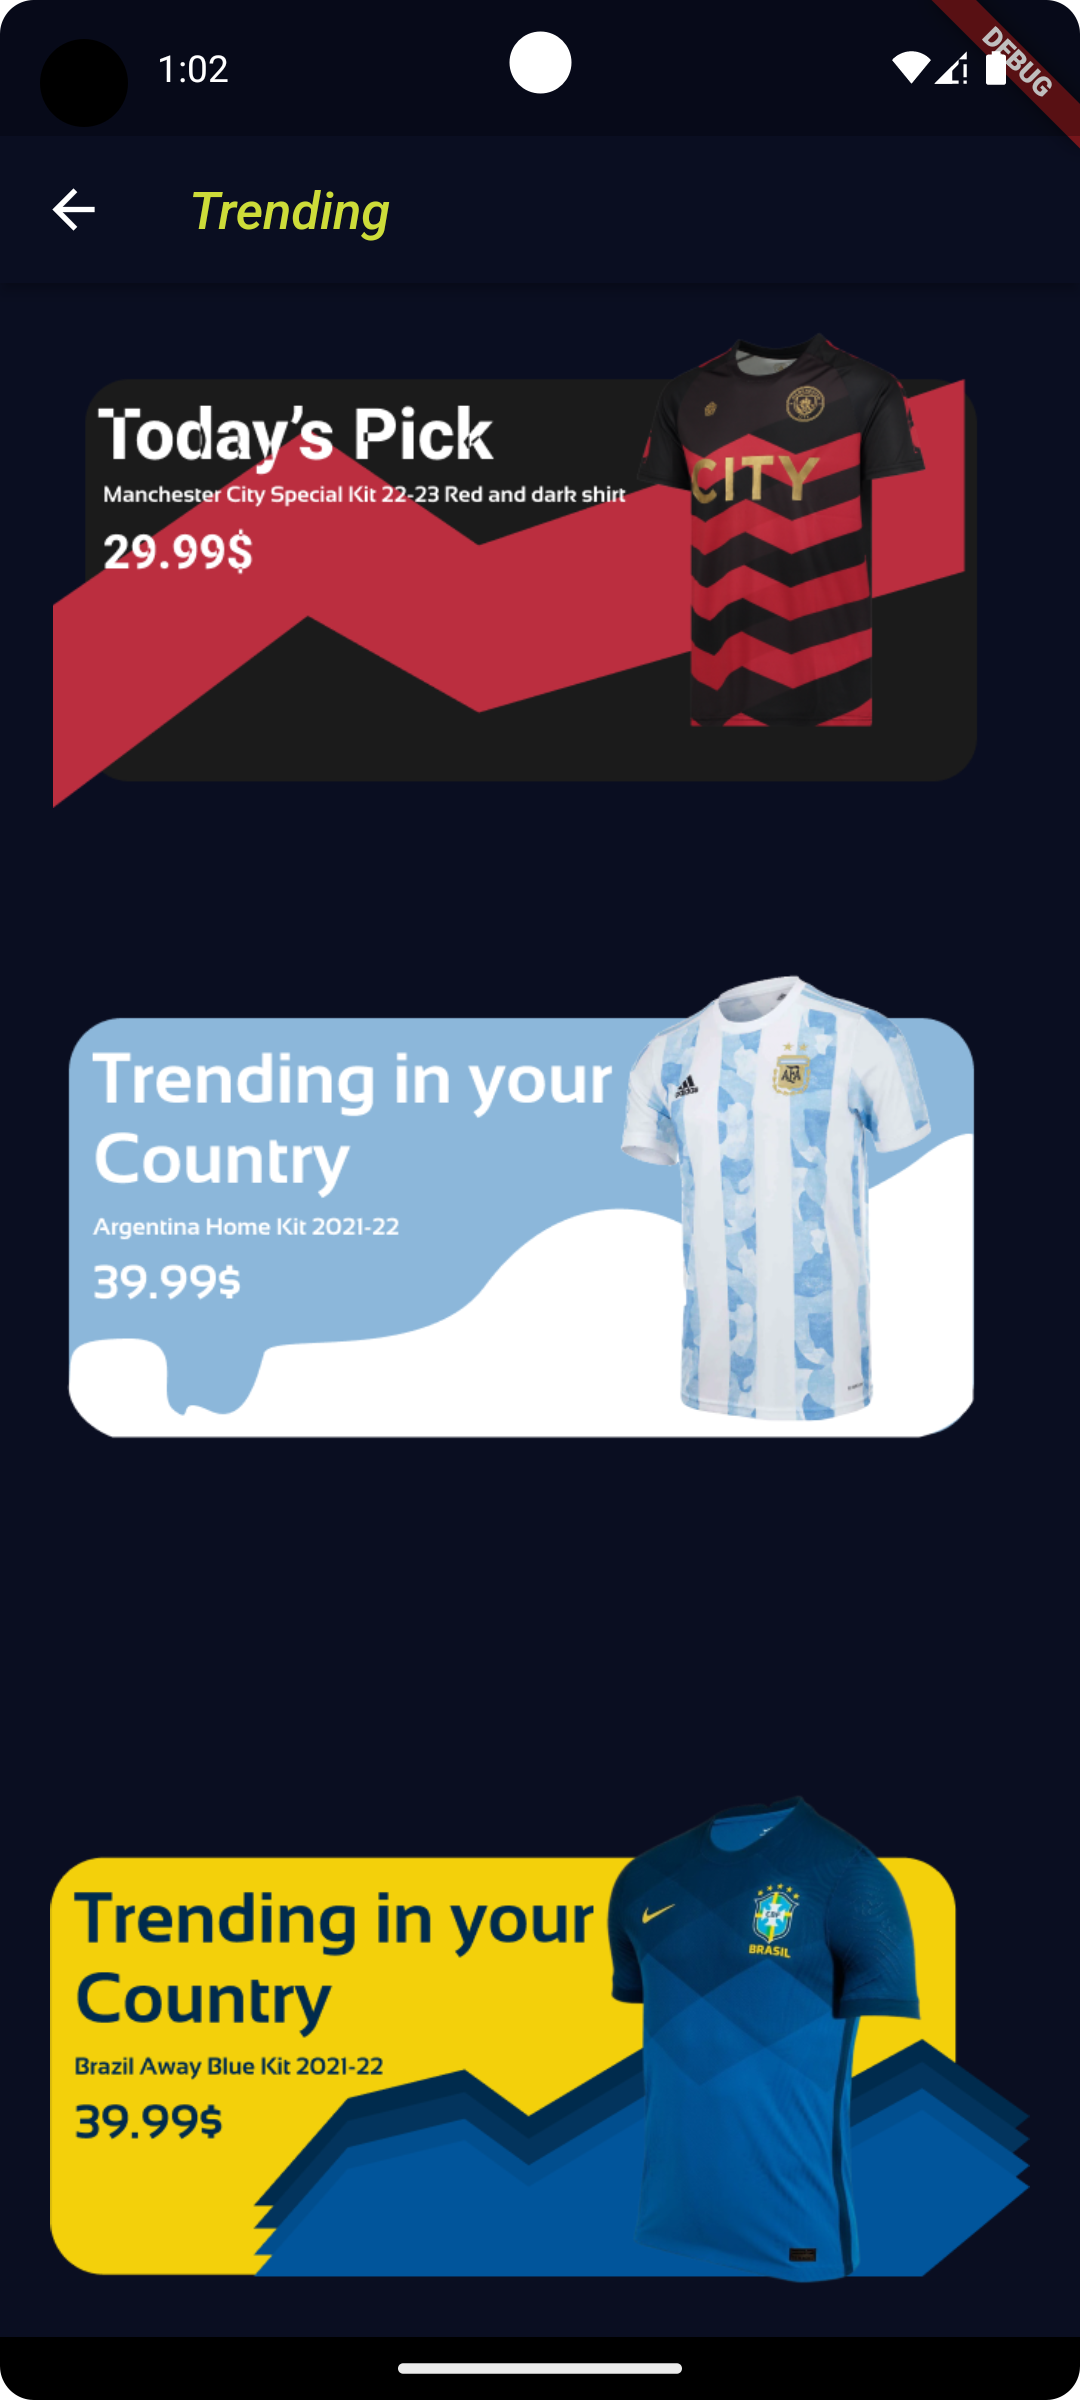 1:02
DEBUG
Trending
Today's Pick
Manchester City Special Kit 22-23 Red and dark shirt
29.99$
CITY
Trending in your
Country
Argentina Home Kit 2021-22
39.99$
adidas
AFA
Trending in your
Country
Brazil Away Blue Kit 2021-22
39.99$
CBF
BRASIL